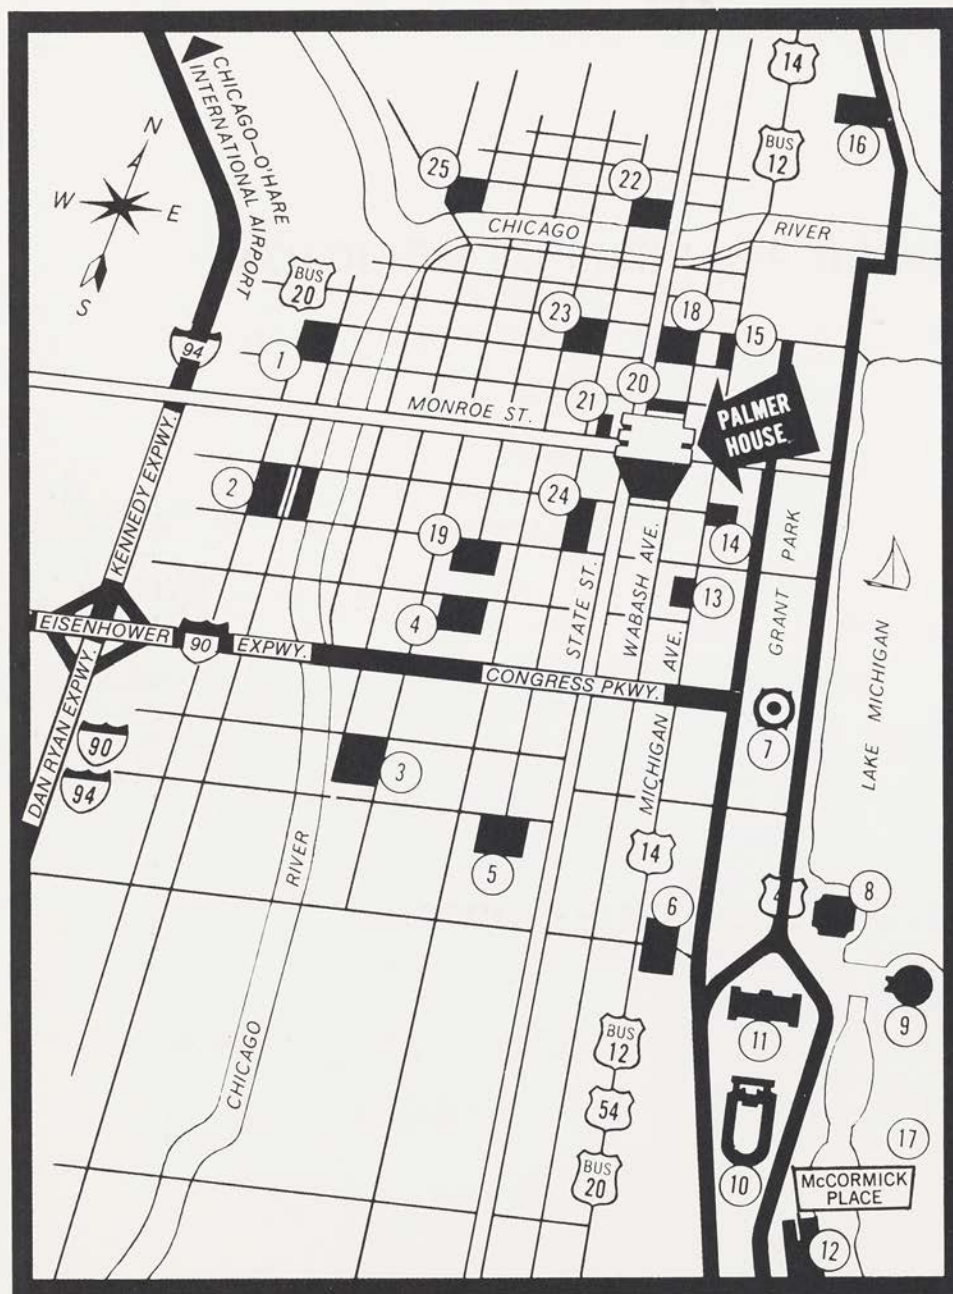 14
CHICAGO–O'HARE
INTERNATIONAL AIRPORT
16
BUS
12
N
25
22
W
E
CHICAGO
RIVER
S
BUS
20
23
18
15
1
94
20
MONROE ST.
21
PALMER
HOUSE
KENNEDY EXPWY.
2
24
19
14
GRANT PARK
STATE ST.
WABASH AVE.
13
4
EISENHOWER
90
EXPWY.
CONGRESS PKWY.
MICHIGAN AVE.
LAKE MICHIGAN
DAN RYAN EXPWY.
90
7
3
94
RIVER
14
5
6
8
9
11
CHICAGO
BUS
12
54
17
BUS
20
10
McCORMICK
PLACE
12